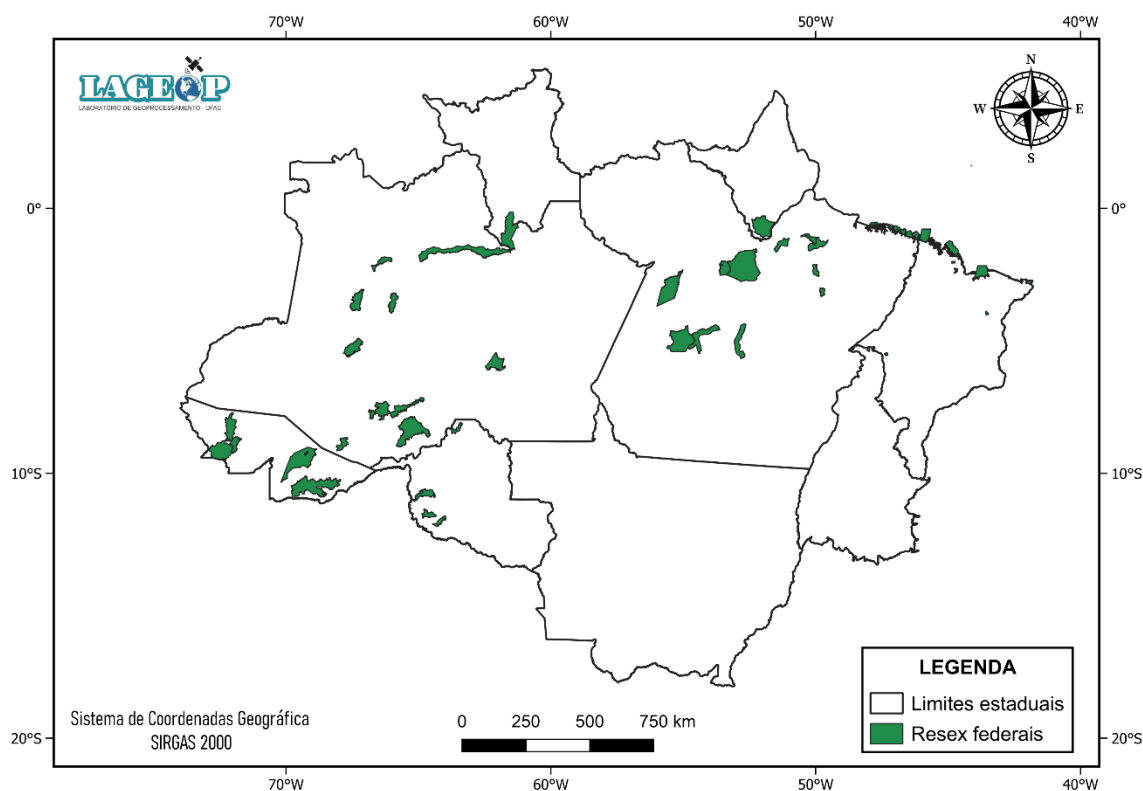 70°W
60°W
50°W
40°W
LAGEOP
LABORATÓRIO DE GEOPROCESSAMENTO - UFAC
N
W
E
S
0°
0°
10°S
10°S
20°S
20°S
LEGENDA
Limites estaduais
Resex federais
Sistema de Coordenadas Geográfica
SIRGAS 2000
0
250
500
750 km
70°W
60°W
50°W
40°W